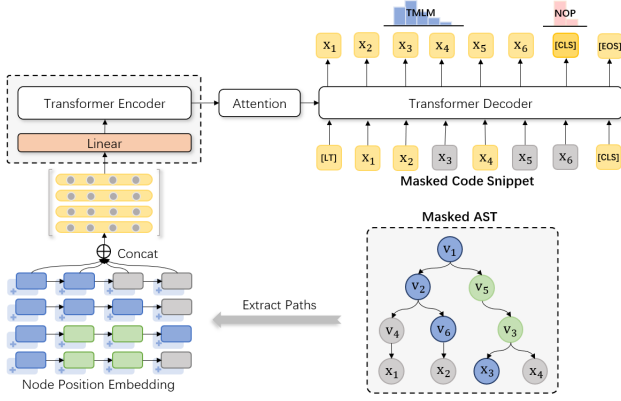 TMLM NOP
x₁ x₂ x₃ x₄ x₅ x₆ [CLS] [EOS]
Transformer Encoder Attention Transformer Decoder
Linear
[LT] x₁ x₂ x₃ x₄ x₅ x₆ [CLS]
Masked Code Snippet
Masked AST
Concat
v₁
v₂ v₅
Extract Paths
v₄ v₆ v₃
x₁ x₂ x₃ x₄
Node Position Embedding